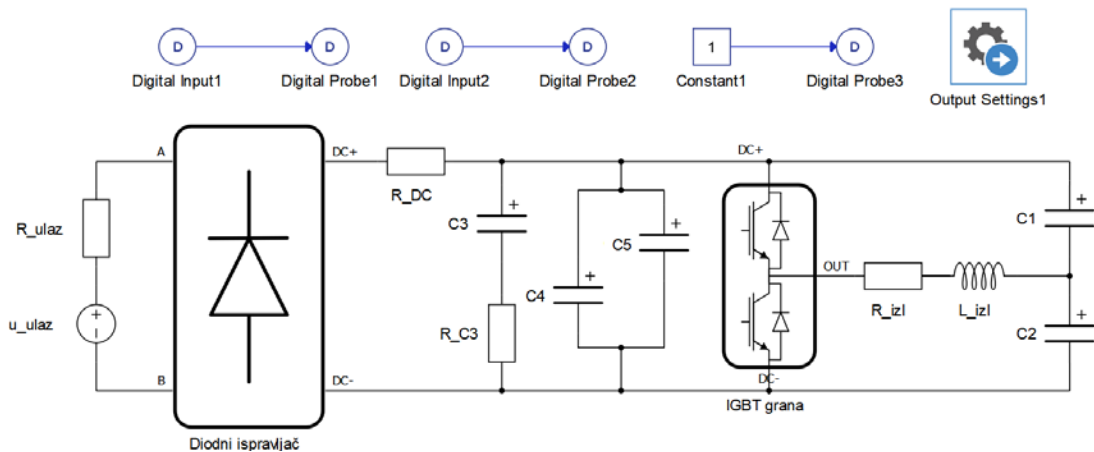 D D D D 1 D
Digital Input1 Digital Probe1 Digital Input2 Digital Probe2 Constant1 Digital Probe3
Output Settings1
A DC+ DC+
R_DC
C3 + C5 + C1 +
R_ulaz
OUT
C4 + R_izl L_izl
u_ulaz + − R_C3 C2 +
B DC- DC-
IGBT grana
Diodni ispravljač